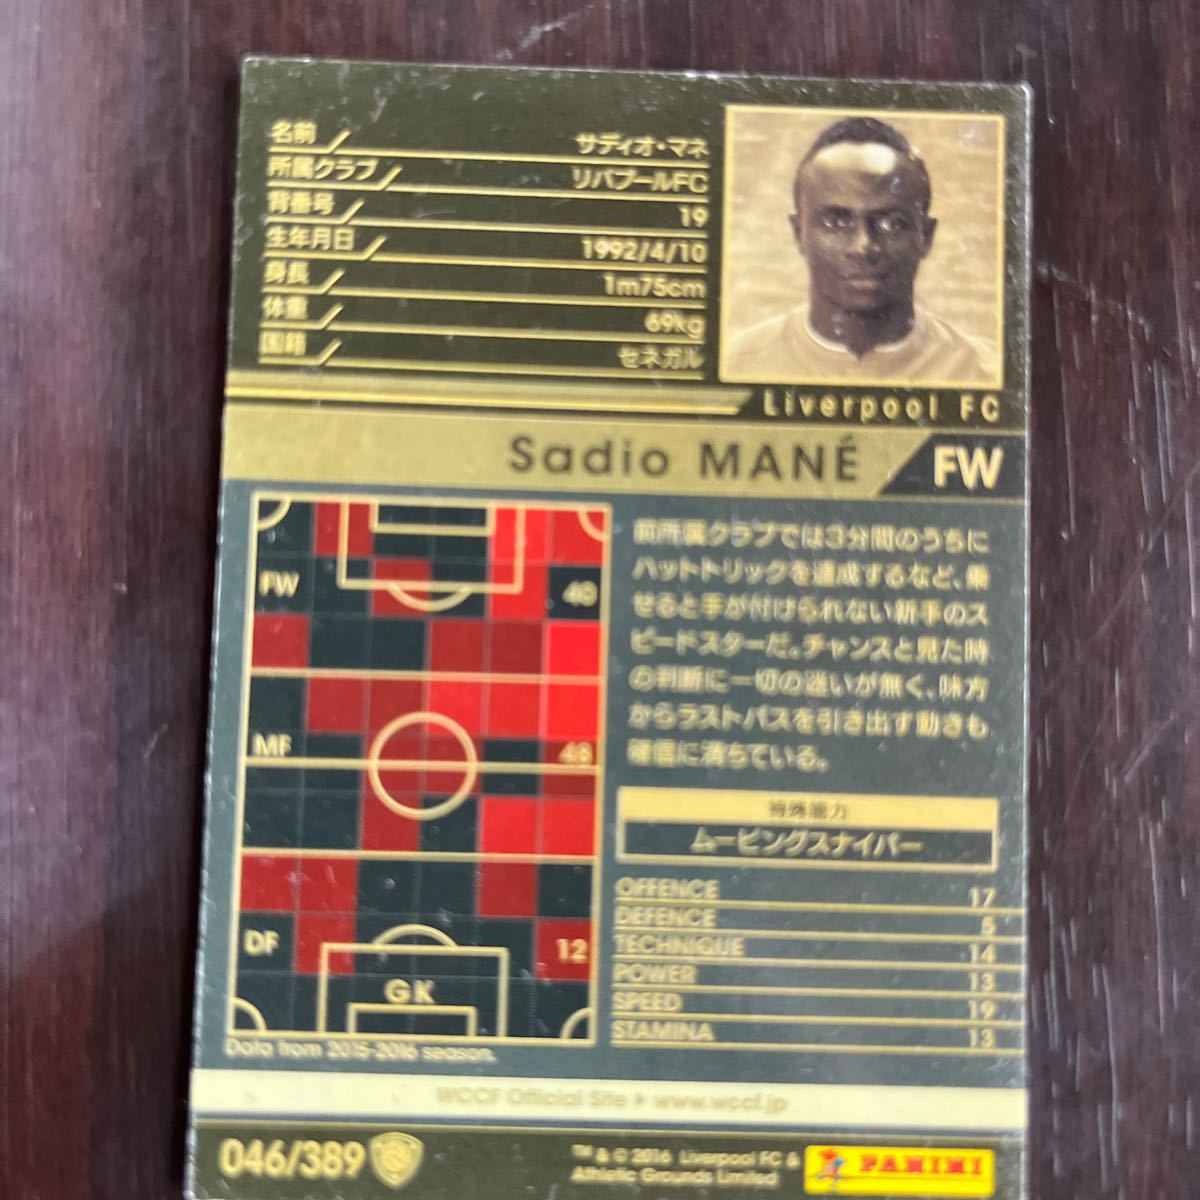 名前 サディオ・マネ
所属クラブ リバプールFC
背番号 19
生年月日 1992/4/10
身長 1m75cm
体重 69kg
国籍 セネガル
Liverpool FC
Sadio MANÉ FW
FW 40
MF 48
DF 12
GK
Data from 2015-2016 season.
前所属クラブでは3分間のうちに
ハットトリックを達成するなど、乗
せると手が付けられない新手のス
ピードスターだ。チャンスと見た時
の判断に一切の迷いが無く、味方
からラストパスを引き出す動きも
確信に満ちている。
特殊能力
ムービングスナイパー
OFFENCE 17
DEFENCE 5
TECHNIQUE 14
POWER 13
SPEED 19
STAMINA 13
WCCF Official Site ▶ www.wccf.jp
046/389
TM & © 2016 Liverpool FC &
Athletic Grounds Limited
PANINI